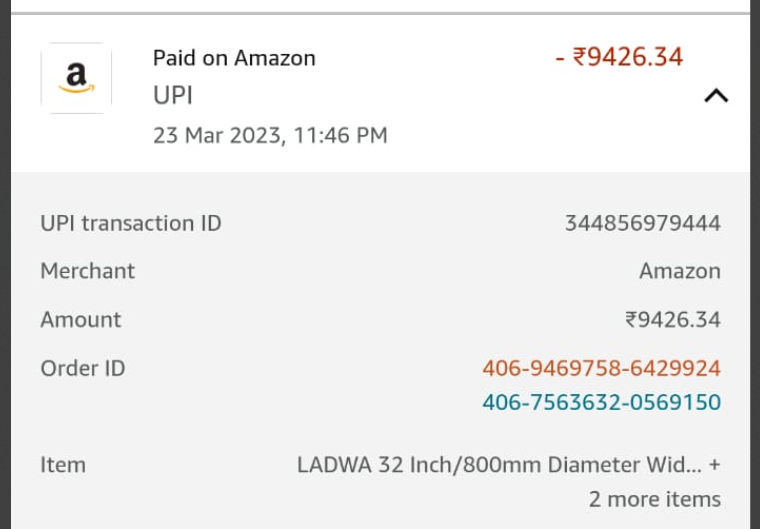 a
Paid on Amazon - ₹9426.34
UPI
23 Mar 2023, 11:46 PM
UPI transaction ID 344856979444
Merchant Amazon
Amount ₹9426.34
Order ID 406-9469758-6429924
406-7563632-0569150
Item LADWA 32 Inch/800mm Diameter Wid... +
2 more items